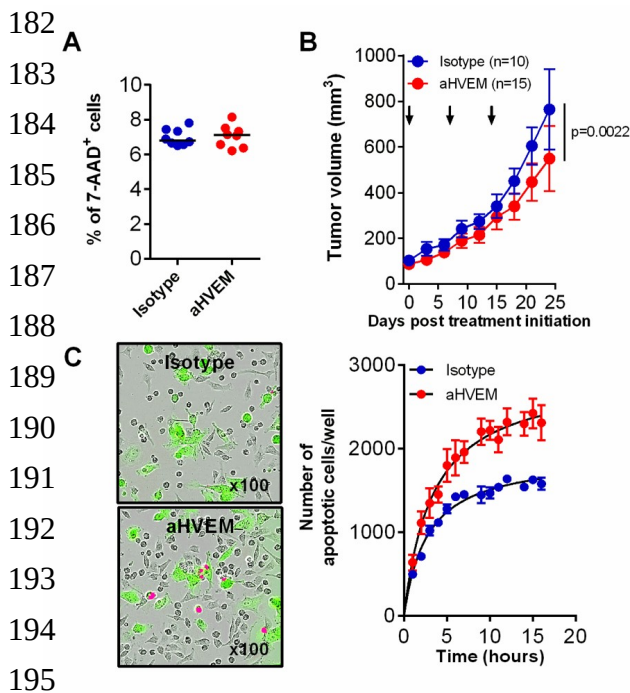 182
183
184
185
186
187
188
189
190
191
192
193
194
195
A
% of 7-AAD⁺ cells
10
8
6
4
2
0
Isotype
aHVEM
B
Isotype (n=10)
aHVEM (n=15)
Tumor volume (mm³)
1000
800
600
400
200
0
p=0.0022
0 5 10 15 20 25
Days post treatment initiation
C
Isotype
x100
aHVEM
x100
Isotype
aHVEM
Number of
apoptotic cells/well
3000
2000
1000
0
0 5 10 15 20
Time (hours)